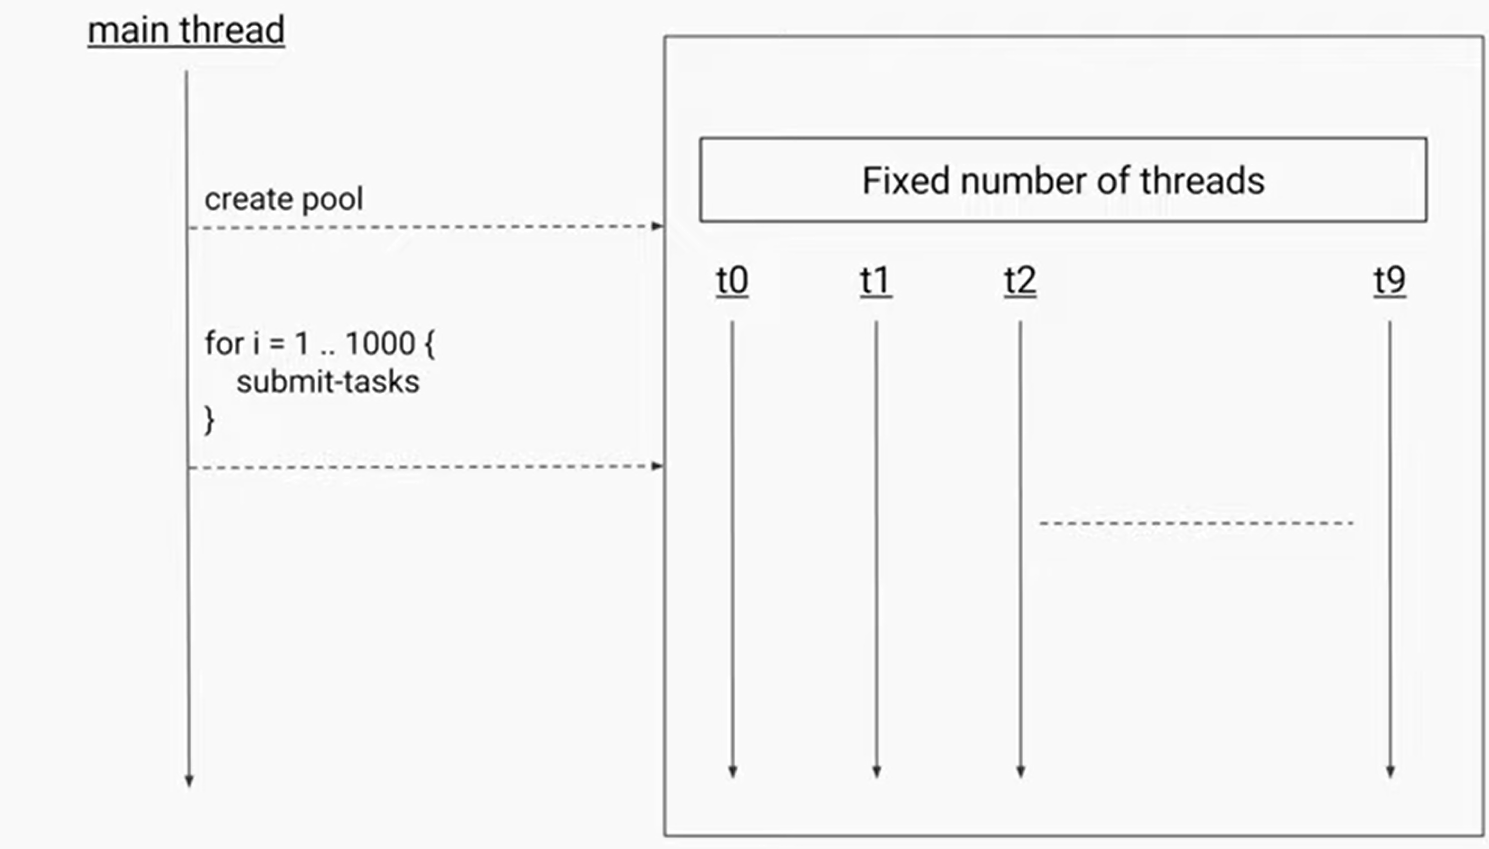 main thread
create pool
for i = 1 .. 1000 {
submit-tasks
}
Fixed number of threads
t0 t1 t2 t9